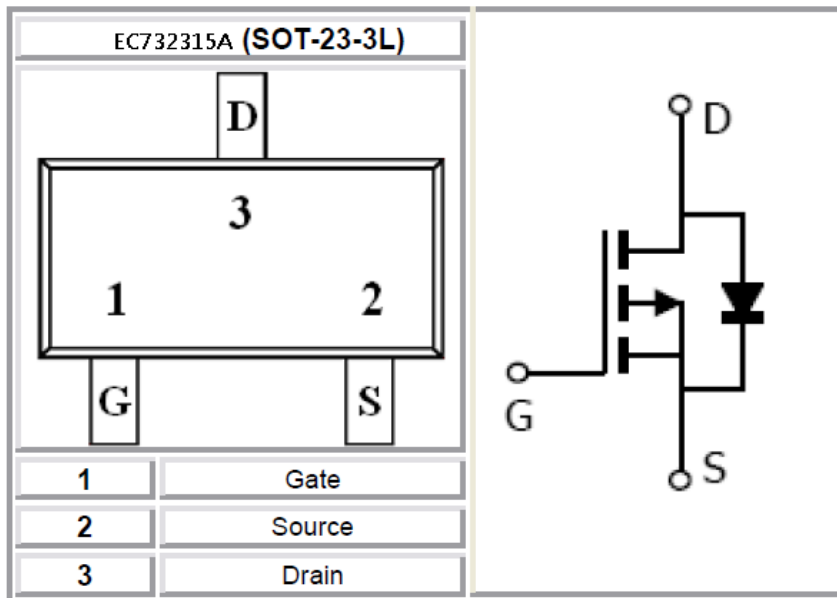 EC732315A (SOT-23-3L)
D
3
1 2
G S
1 Gate
2 Source
3 Drain
D
G
S